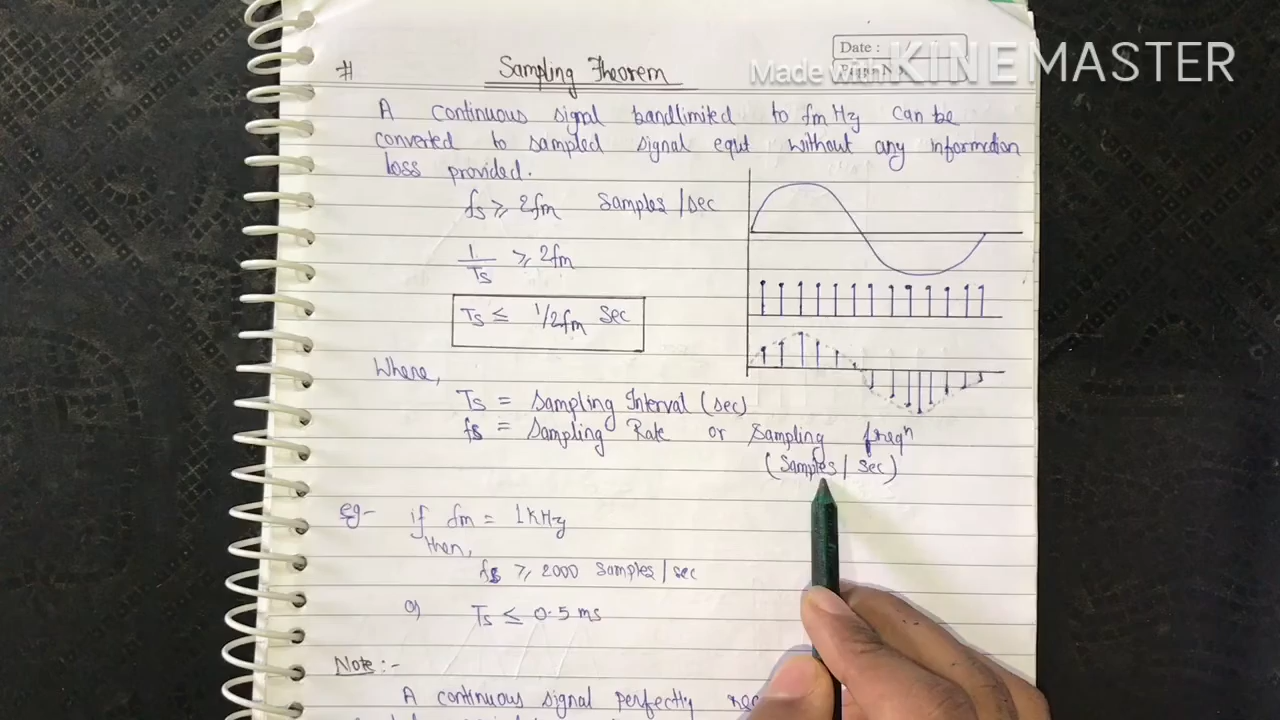 Date :
Made with KINEMASTER
# Sampling Theorem
A continuous signal bandlimited to fm Hz can be
converted to sampled signal equt without any information
loss provided.
fs ≥ 2fm Samples / sec
1/Ts ≥ 2fm
Ts ≤ 1/2fm Sec
Where,
Ts = Sampling Interval (sec)
fs = Sampling Rate or Sampling freqn
(Samples / Sec)
eg- if fm = 1 KHz
then,
fs ≥ 2000 Samples / sec
Ts ≤ 0.5 ms
Note :-
A continuous signal perfectly